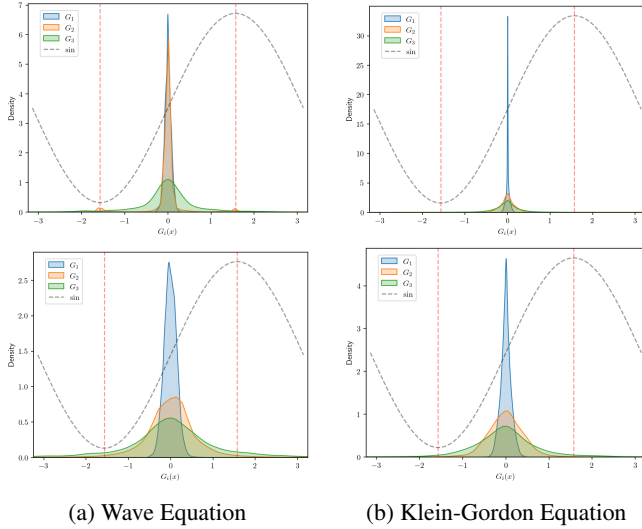 7
6
5
4
3
2
1
0
Density
G₁
G₂
G₃
sin
−3 −2 −1 0 1 2 3
Gᵢ(x)
30
25
20
15
10
5
0
Density
G₁
G₂
G₃
sin
−3 −2 −1 0 1 2 3
Gᵢ(x)
2.5
2.0
1.5
1.0
0.5
0.0
Density
G₁
G₂
G₃
sin
−3 −2 −1 0 1 2 3
Gᵢ(x)
4
3
2
1
0
Density
G₁
G₂
G₃
sin
−3 −2 −1 0 1 2 3
Gᵢ(x)
(a) Wave Equation
(b) Klein-Gordon Equation